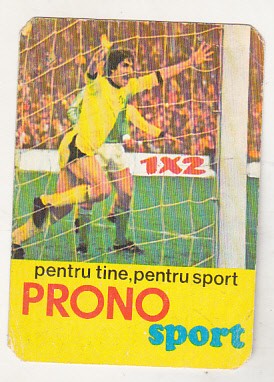 1X2
pentru tine, pentru sport
PRONO
sport